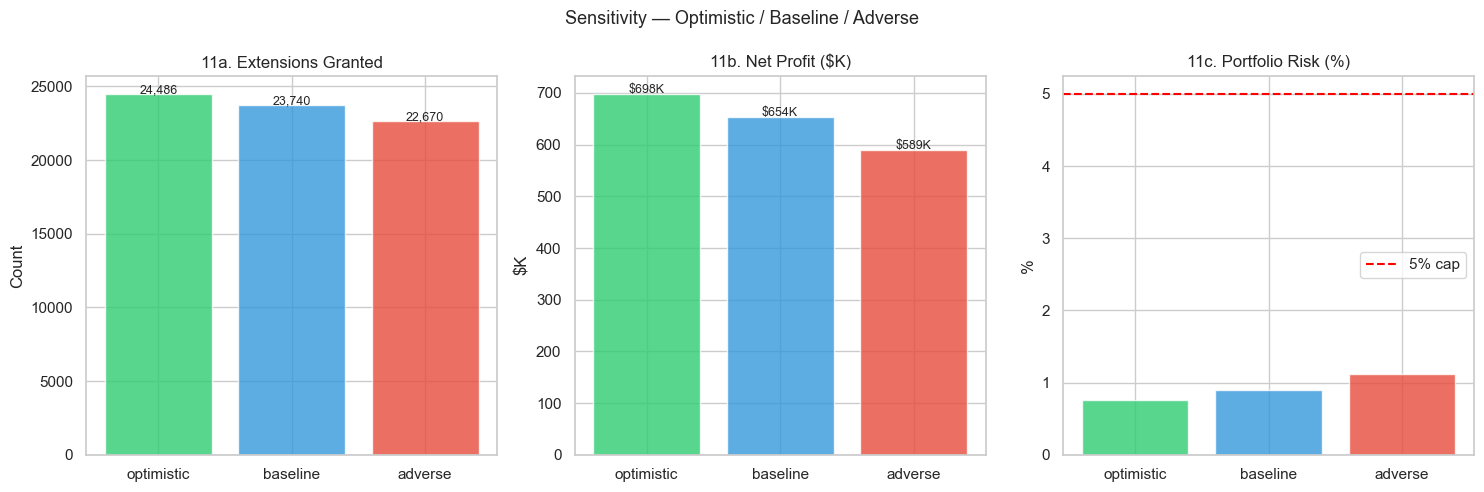 Sensitivity — Optimistic / Baseline / Adverse
11a. Extensions Granted
25000
20000
15000
10000
5000
0
Count
24,486
23,740
22,670
optimistic
baseline
adverse
11b. Net Profit ($K)
700
600
500
400
300
200
100
0
$K
$698K
$654K
$589K
optimistic
baseline
adverse
11c. Portfolio Risk (%)
5
4
3
2
1
0
%
5% cap
optimistic
baseline
adverse